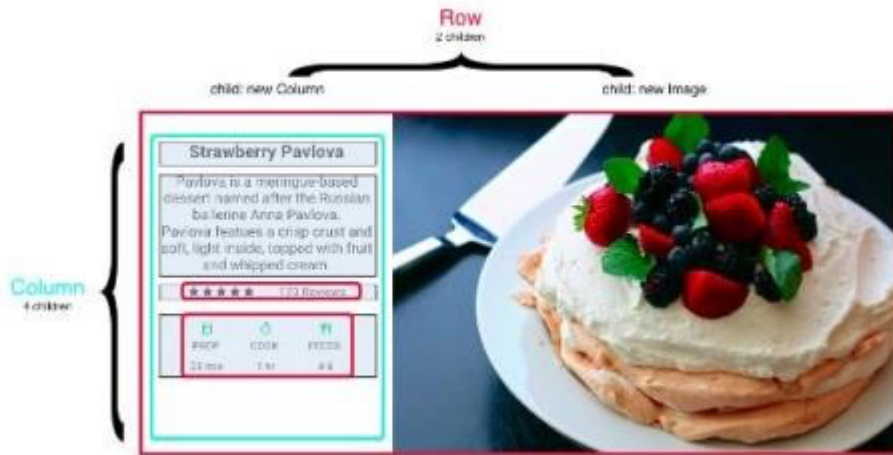 Row
2 children
child: new Column
child: new Image
Strawberry Pavlova
Pavlova is a meringue-based
dessert named after the Russian
ballerine Anna Pavlova.
Pavlova featues a crisp crust and
soft, light inside, topped with fruit
and whipped cream
Column
4 children
★★★★★ 170 Reviews
PREP COOK FEEDS
25 min 1 hr 4-6